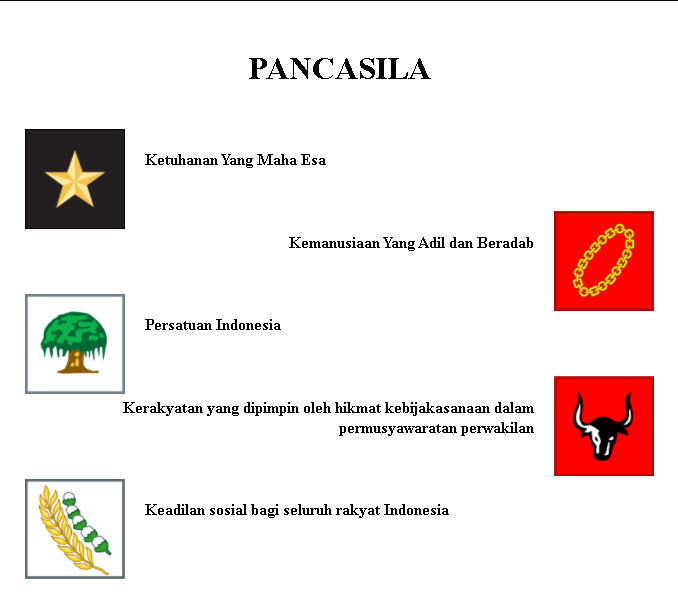 PANCASILA
Ketuhanan Yang Maha Esa
Kemanusiaan Yang Adil dan Beradab
Persatuan Indonesia
Kerakyatan yang dipimpin oleh hikmat kebijakasanaan dalam
permusyawaratan perwakilan
Keadilan sosial bagi seluruh rakyat Indonesia